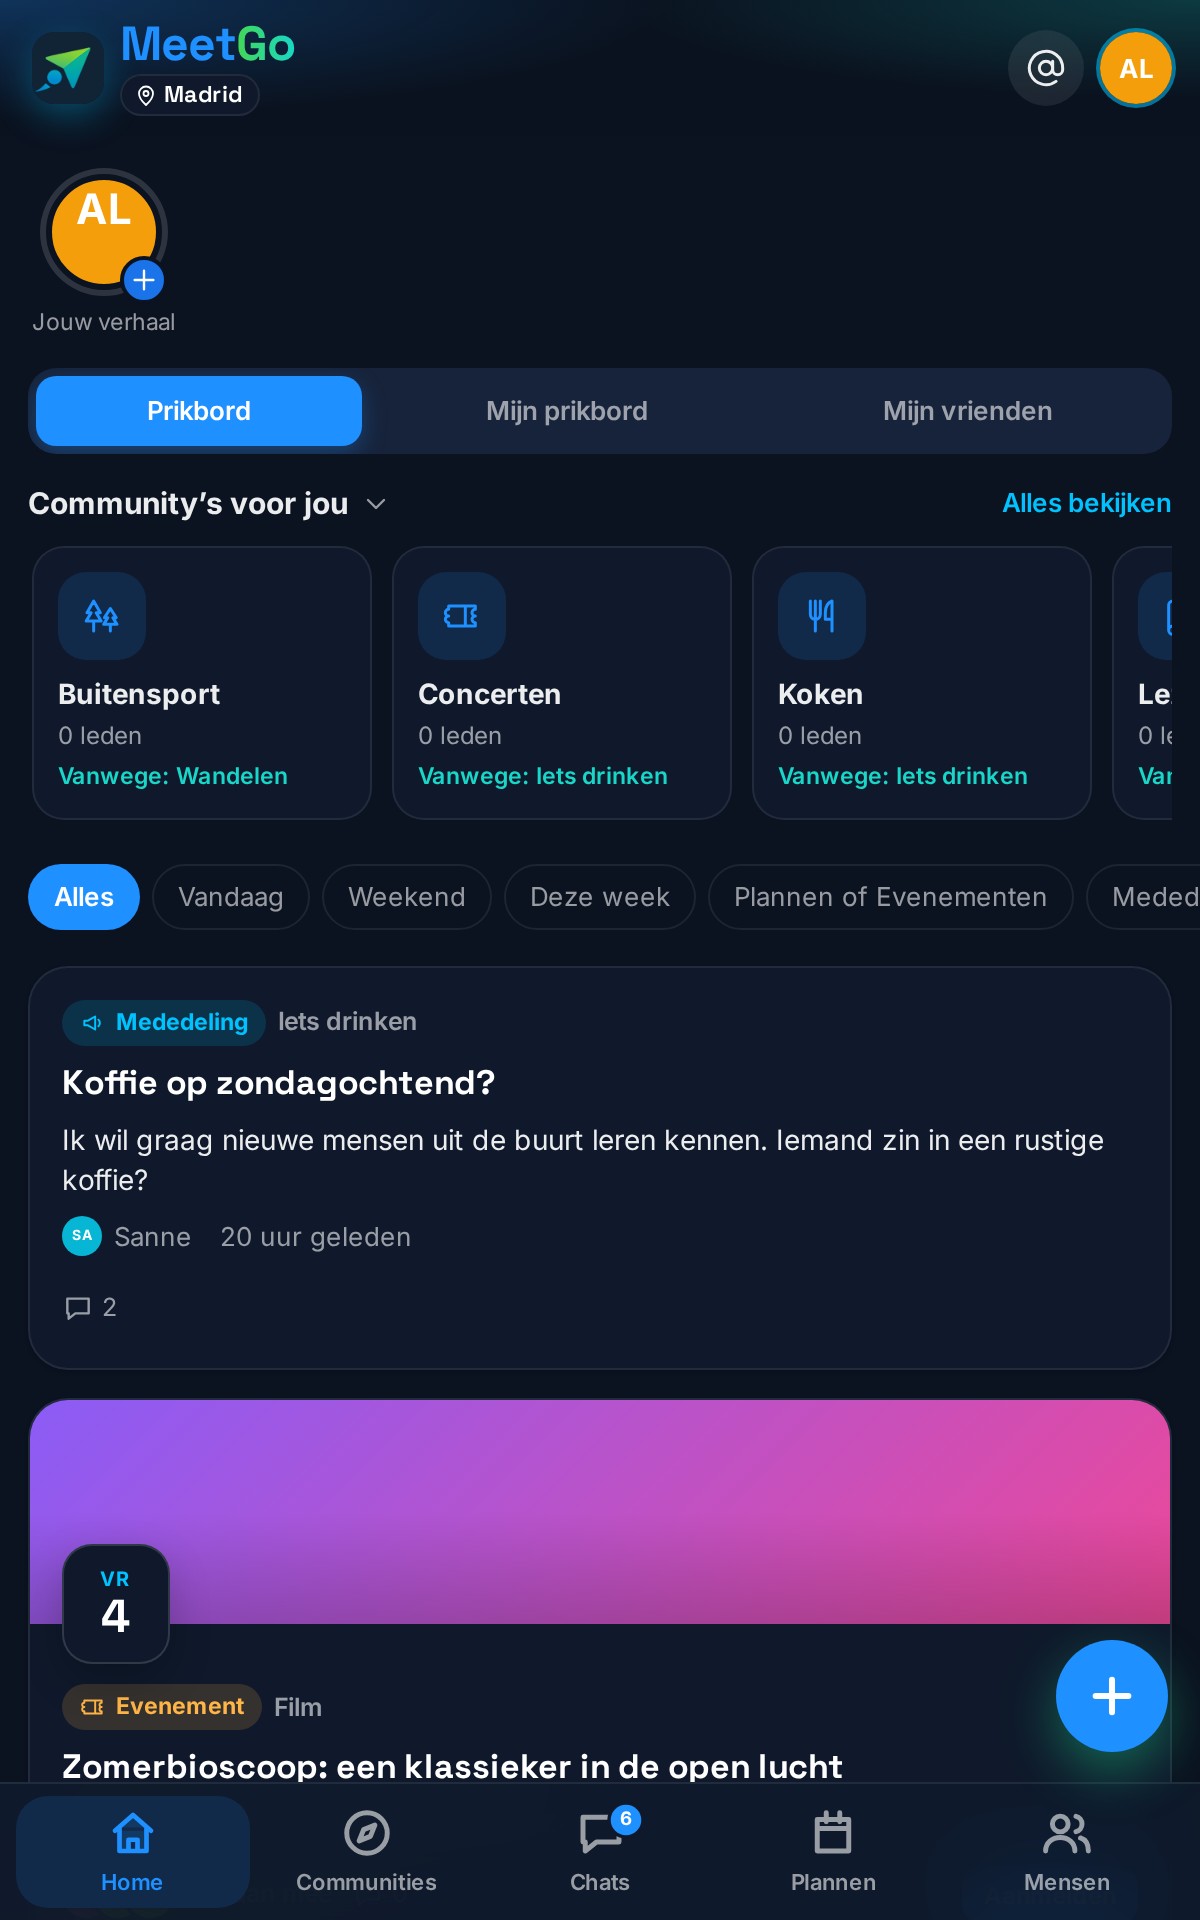 MeetGo
Madrid
@
AL
AL
Jouw verhaal
Prikbord
Mijn prikbord
Mijn vrienden
Community’s voor jou
Alles bekijken
Buitensport
0 leden
Vanwege: Wandelen
Concerten
0 leden
Vanwege: Iets drinken
Koken
0 leden
Vanwege: Iets drinken
Alles
Vandaag
Weekend
Deze week
Plannen of Evenementen
Mededeling
Iets drinken
Koffie op zondagochtend?
Ik wil graag nieuwe mensen uit de buurt leren kennen. Iemand zin in een rustige
koffie?
SA
Sanne
20 uur geleden
2
VR
4
Evenement
Film
Zomerbioscoop: een klassieker in de open lucht
Home
Communities
6
Chats
Plannen
Mensen